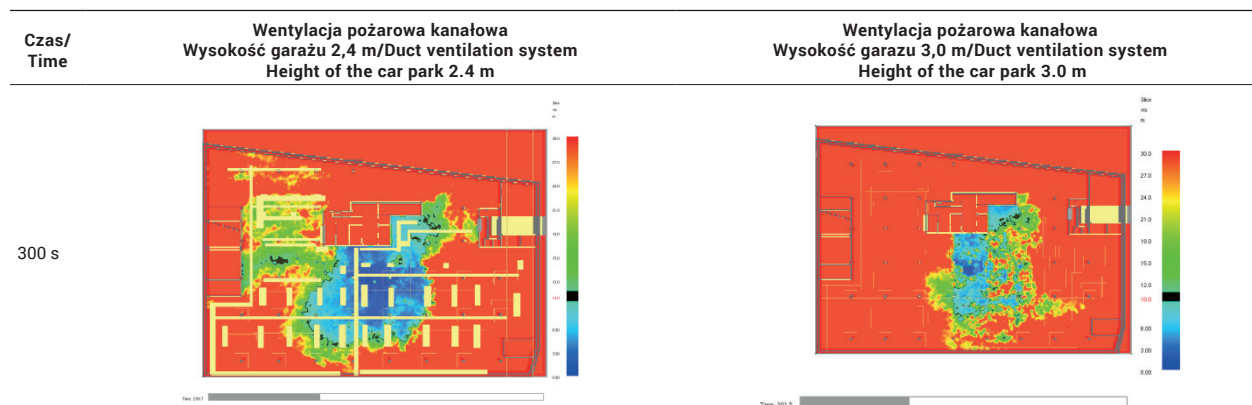 Czas/
Time
Wentylacja pożarowa kanałowa
Wysokość garażu 2,4 m/Duct ventilation system
Height of the car park 2.4 m
Wentylacja pożarowa kanałowa
Wysokość garazu 3,0 m/Duct ventilation system
Height of the car park 3.0 m
300 s
Slice
vis
m
30.0
27.0
24.0
21.0
18.0
15.0
12.0
10.0
6.00
3.00
0.00